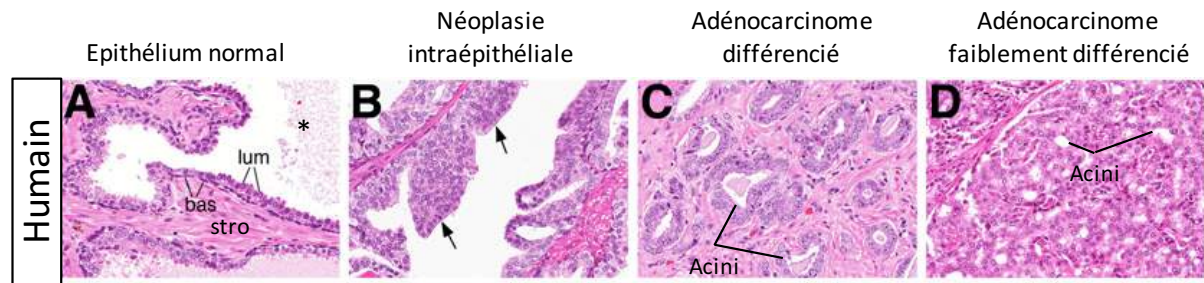 Epithélium normal
Néoplasie
intraépithéliale
Adénocarcinome
différencié
Adénocarcinome
faiblement différencié
Humain
A
*
lum
bas
stro
B
C
Acini
D
Acini